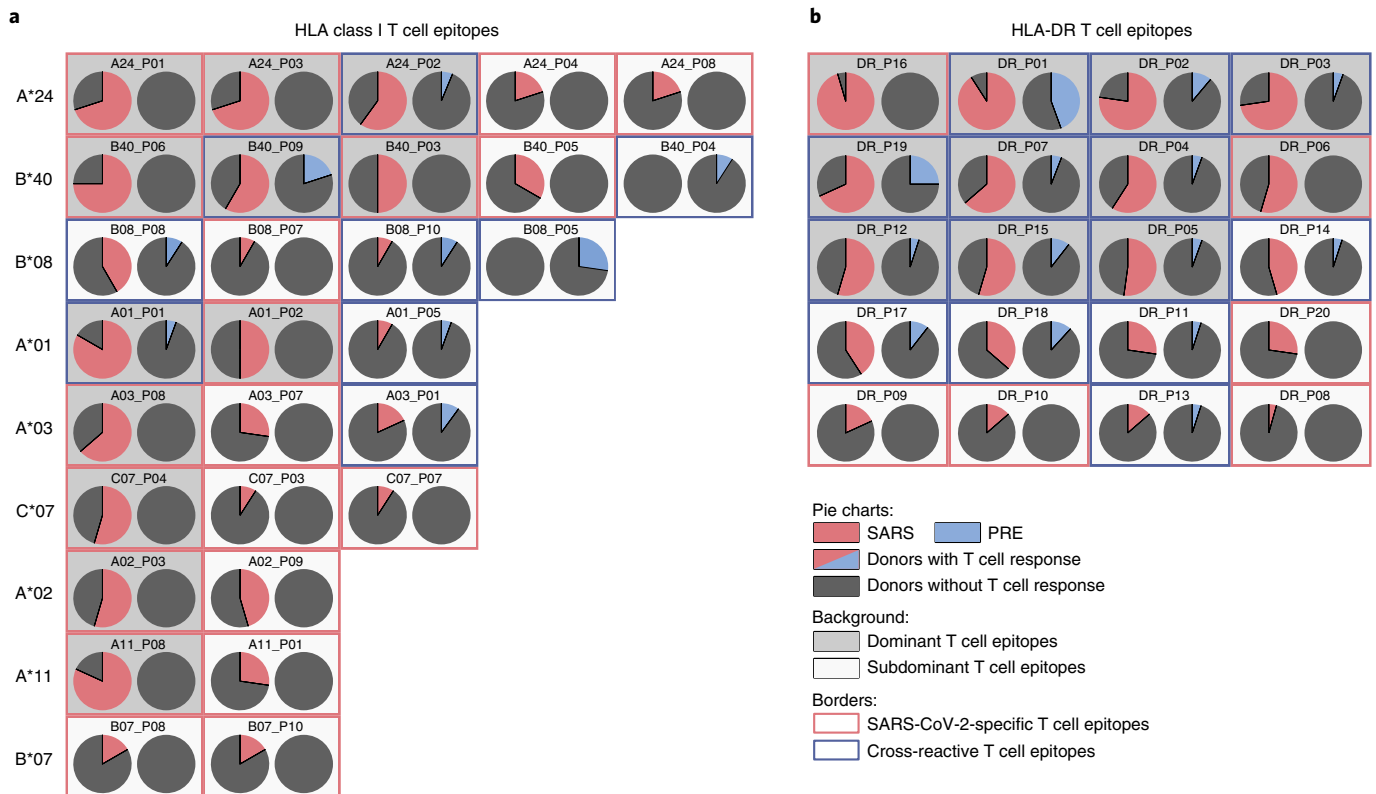 a
HLA class I T cell epitopes
A*24
A24_P01
A24_P03
A24_P02
A24_P04
A24_P08
B*40
B40_P06
B40_P09
B40_P03
B40_P05
B40_P04
B*08
B08_P08
B08_P07
B08_P10
B08_P05
A*01
A01_P01
A01_P02
A01_P05
A*03
A03_P08
A03_P07
A03_P01
C*07
C07_P04
C07_P03
C07_P07
A*02
A02_P03
A02_P09
A*11
A11_P08
A11_P01
B*07
B07_P08
B07_P10
b
HLA-DR T cell epitopes
DR_P16
DR_P01
DR_P02
DR_P03
DR_P19
DR_P07
DR_P04
DR_P06
DR_P12
DR_P15
DR_P05
DR_P14
DR_P17
DR_P18
DR_P11
DR_P20
DR_P09
DR_P10
DR_P13
DR_P08
Pie charts:
SARS
PRE
Donors with T cell response
Donors without T cell response
Background:
Dominant T cell epitopes
Subdominant T cell epitopes
Borders:
SARS-CoV-2-specific T cell epitopes
Cross-reactive T cell epitopes